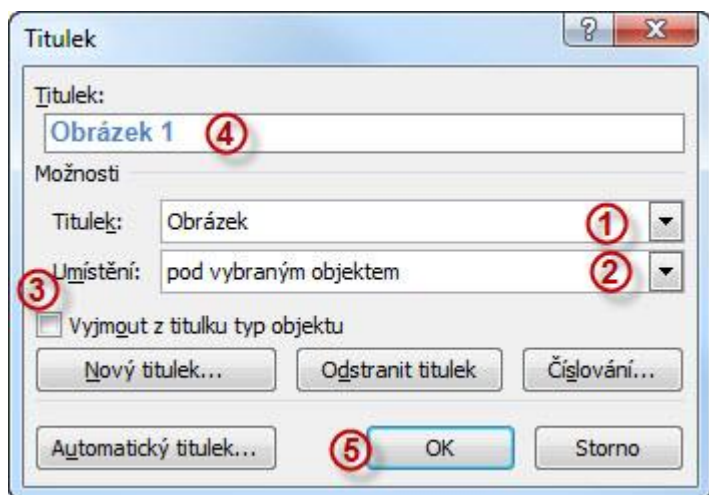 Titulek
?
Titulek:
Obrázek 1 4
Možnosti
Titulek: Obrázek 1
Umístění: pod vybraným objektem 2
3
Vyjmout z titulku typ objektu
Nový titulek... Odstranit titulek Číslování...
Automatický titulek... 5 OK Storno